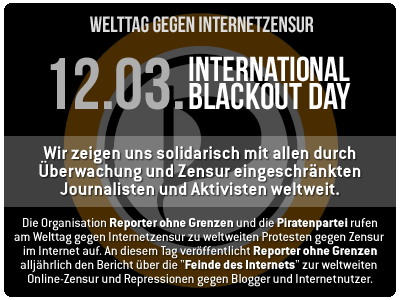 WELTTAG GEGEN INTERNETZENSUR
12.03. INTERNATIONAL
BLACKOUT DAY
Wir zeigen uns solidarisch mit allen durch
Überwachung und Zensur eingeschränkten
Journalisten und Aktivisten weltweit.
Die Organisation Reporter ohne Grenzen und die Piratenpartei rufen
am Welttag gegen Internetzensur zu weltweiten Protesten gegen Zensur
im Internet auf. An diesem Tag veröffentlicht Reporter ohne Grenzen
alljährlich den Bericht über die "Feinde des Internets" zur weltweiten
Online-Zensur und Repressionen gegen Blogger und Internetnutzer.